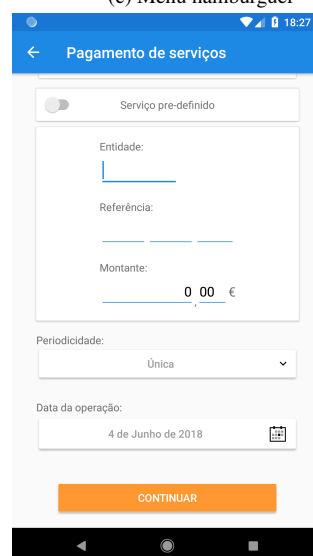 (c) Menu hambúrguer
18:27
Pagamento de serviços
Serviço pre-definido
Entidade:
Referência:
Montante:
0,00 €
Periodicidade:
Única
Data da operação:
4 de Junho de 2018
CONTINUAR